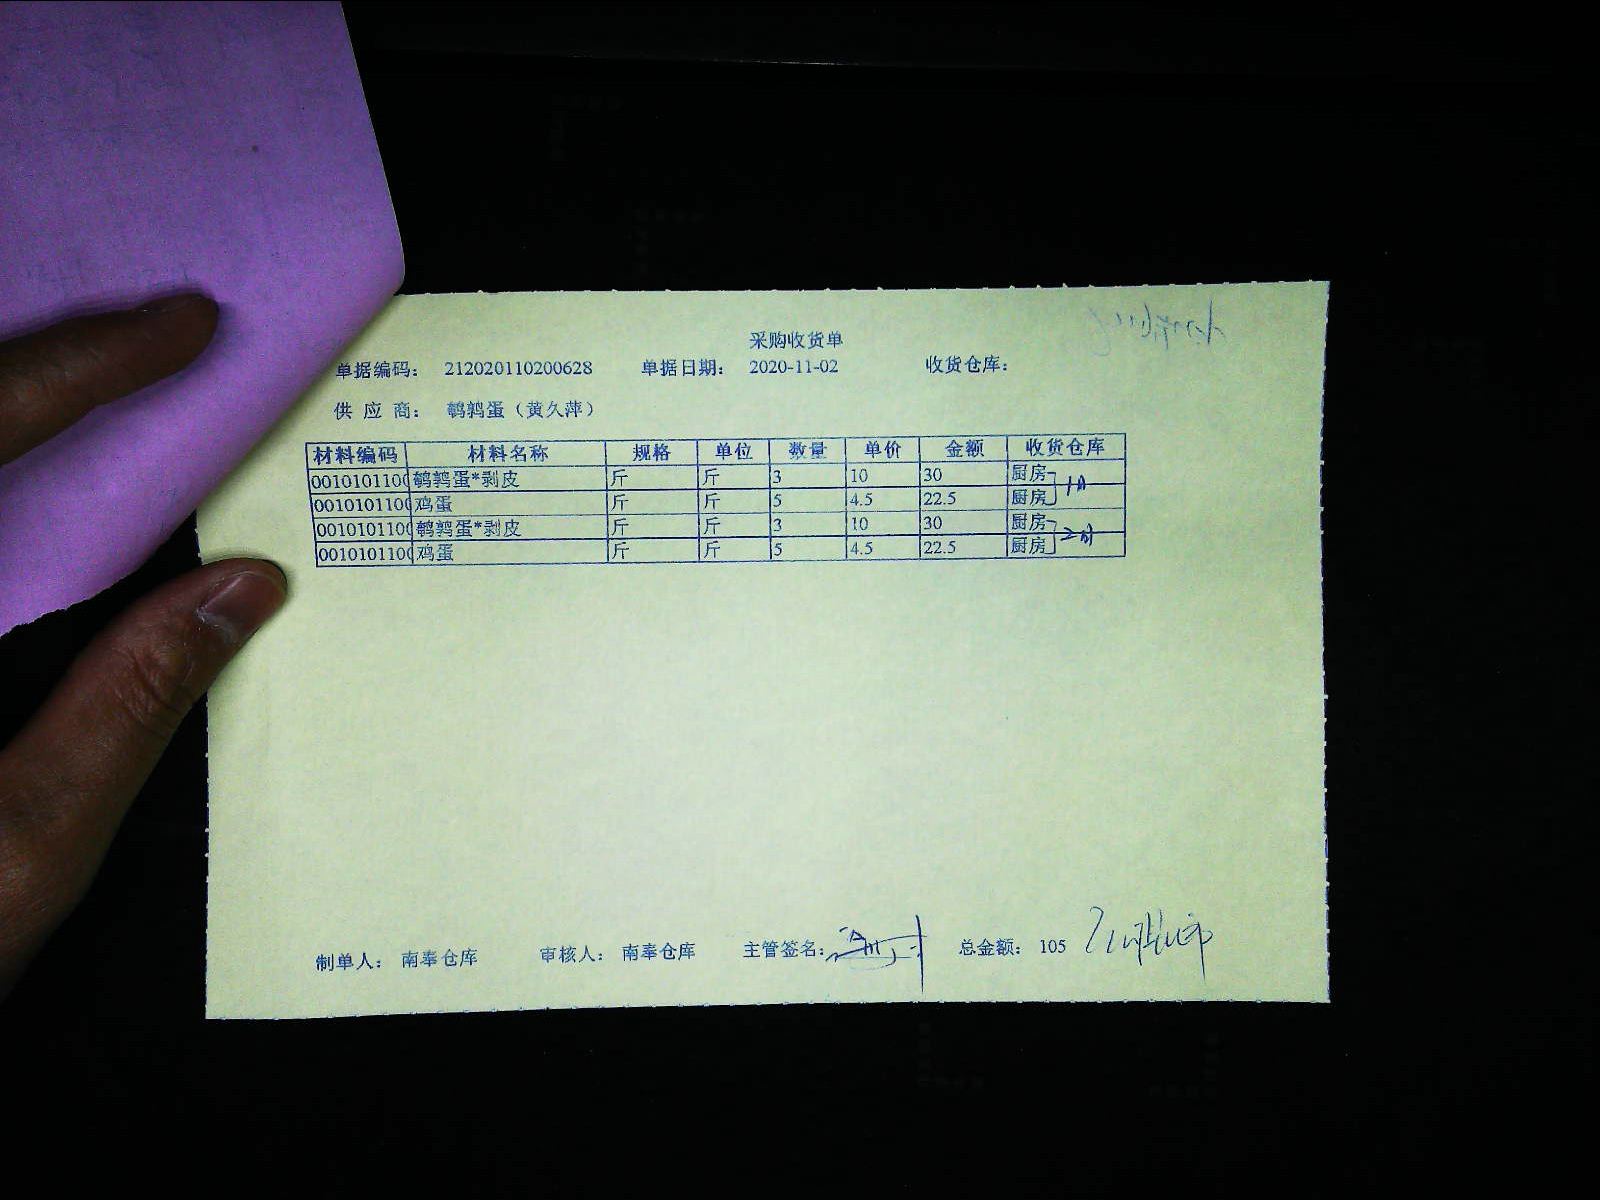 采购收货单
单据编码： 212020110200628 单据日期： 2020-11-02 收货仓库：
供 应 商： 鹌鹑蛋（黄久萍）
材料编码 材料名称 规格 单位 数量 单价 金额 收货仓库
0010101100 鹌鹑蛋*剥皮 斤 斤 3 10 30 厨房
0010101100 鸡蛋 斤 斤 5 4.5 22.5 厨房
0010101100 鹌鹑蛋*剥皮 斤 斤 3 10 30 厨房
0010101100 鸡蛋 斤 斤 5 4.5 22.5 厨房
制单人： 南奉仓库 审核人： 南奉仓库 主管签名： 总金额： 105